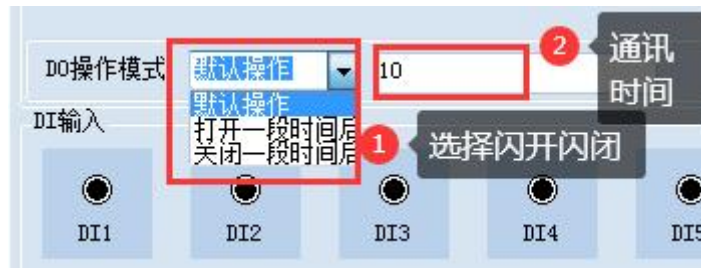 DO操作模式 默认操作 10
2 通讯时间
默认操作
打开一段时间后
关闭一段时间后
1 选择闪开闪闭
DI输入
DI1 DI2 DI3 DI4 DI5